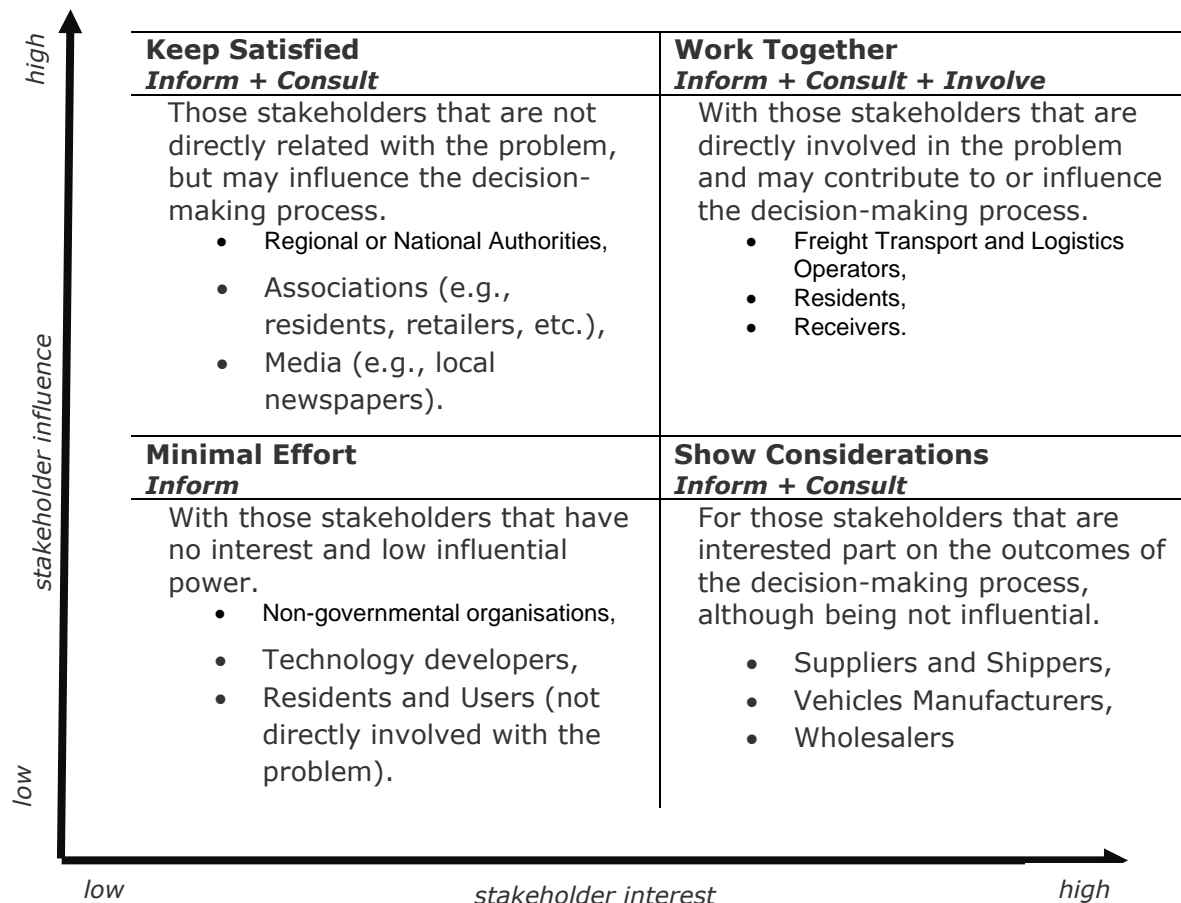 high
stakeholder influence
low
Keep Satisfied
Inform + Consult
Those stakeholders that are not
directly related with the problem,
but may influence the decision-
making process.
• Regional or National Authorities,
• Associations (e.g.,
residents, retailers, etc.),
• Media (e.g., local
newspapers).
Work Together
Inform + Consult + Involve
With those stakeholders that are
directly involved in the problem
and may contribute to or influence
the decision-making process.
• Freight Transport and Logistics
Operators,
• Residents,
• Receivers.
Minimal Effort
Inform
With those stakeholders that have
no interest and low influential
power.
• Non-governmental organisations,
• Technology developers,
• Residents and Users (not
directly involved with the
problem).
Show Considerations
Inform + Consult
For those stakeholders that are
interested part on the outcomes of
the decision-making process,
although being not influential.
• Suppliers and Shippers,
• Vehicles Manufacturers,
• Wholesalers
low
stakeholder interest
high